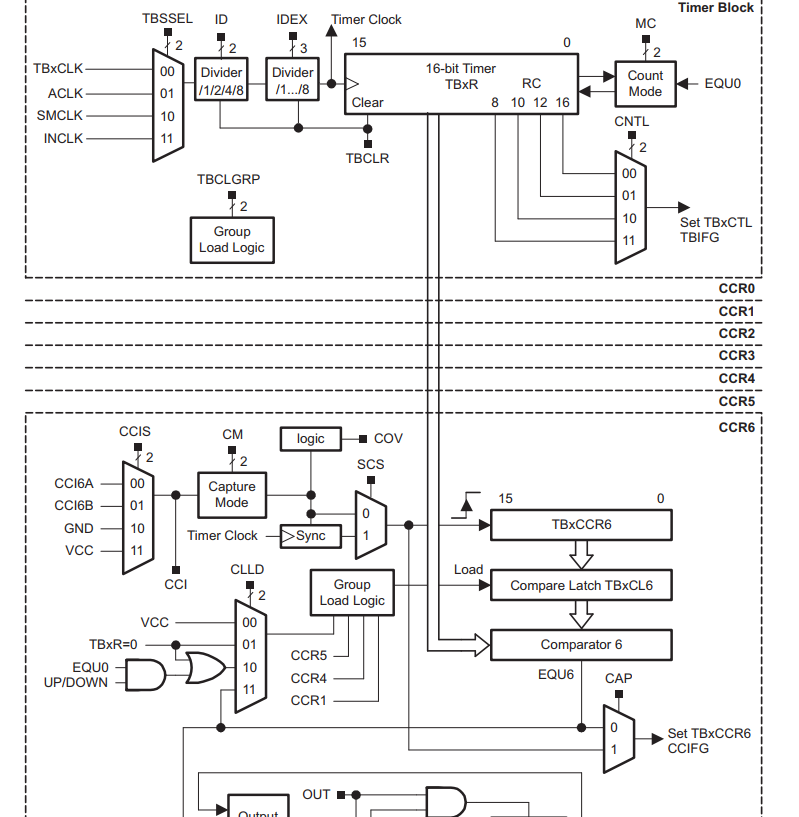 Timer Block
TBSSEL
ID
IDEX
Timer Clock
MC
2
2
3
15
0
2
TBxCLK
00
ACLK
01
SMCLK
10
INCLK
11
Divider
/1/2/4/8
Divider
/1.../8
16-bit Timer
TBxR
RC
8 10 12 16
Clear
Count
Mode
EQU0
TBCLR
CNTL
2
00
01
10
11
Set TBxCTL
TBIFG
TBCLGRP
2
Group
Load Logic
CCR0
CCR1
CCR2
CCR3
CCR4
CCR5
CCR6
CCIS
2
CCI6A
00
CCI6B
01
GND
10
VCC
11
CCI
CM
2
Capture
Mode
logic
COV
SCS
0
1
Timer Clock
Sync
15
0
TBxCCR6
Load
Compare Latch TBxCL6
Comparator 6
EQU6
CLLD
2
VCC
00
TBxR=0
01
EQU0
10
UP/DOWN
11
Group
Load Logic
CCR5
CCR4
CCR1
CAP
0
1
Set TBxCCR6
CCIFG
OUT
Output